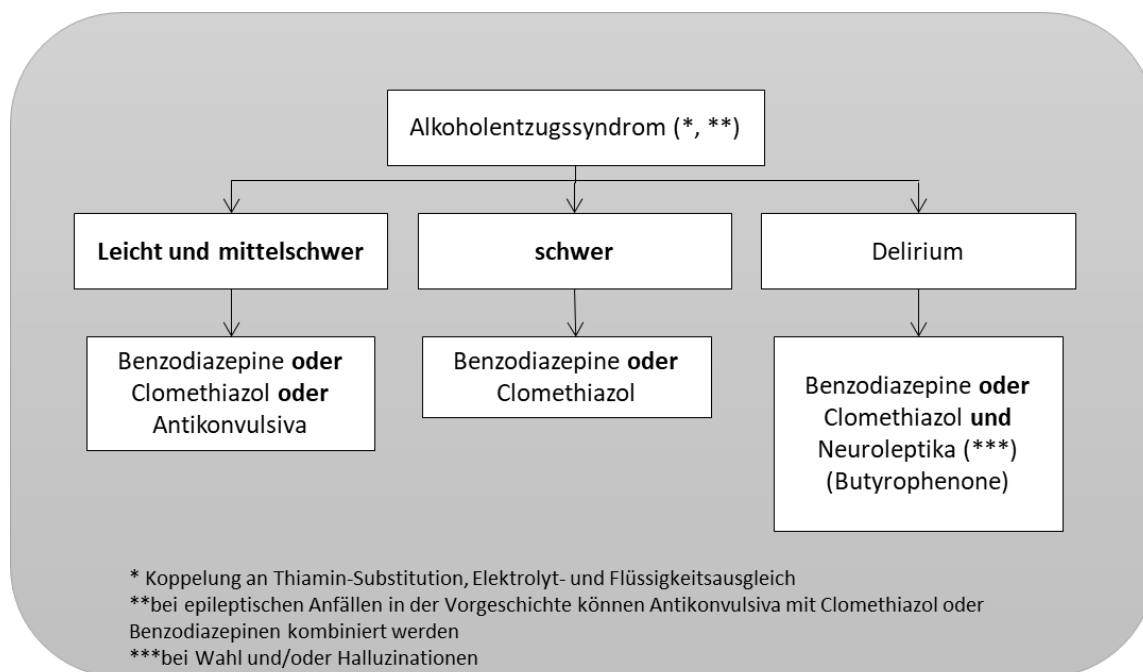 Alkoholentzugssyndrom (*, **)
Leicht und mittelschwer
schwer
Delirium
Benzodiazepine oder
Clomethiazol oder
Antikonvulsiva
Benzodiazepine oder
Clomethiazol
Benzodiazepine oder
Clomethiazol und
Neuroleptika (***)
(Butyrophenone)
* Koppelung an Thiamin-Substitution, Elektrolyt- und Flüssigkeitsausgleich
**bei epileptischen Anfällen in der Vorgeschichte können Antikonvulsiva mit Clomethiazol oder
Benzodiazepinen kombiniert werden
***bei Wahl und/oder Halluzinationen